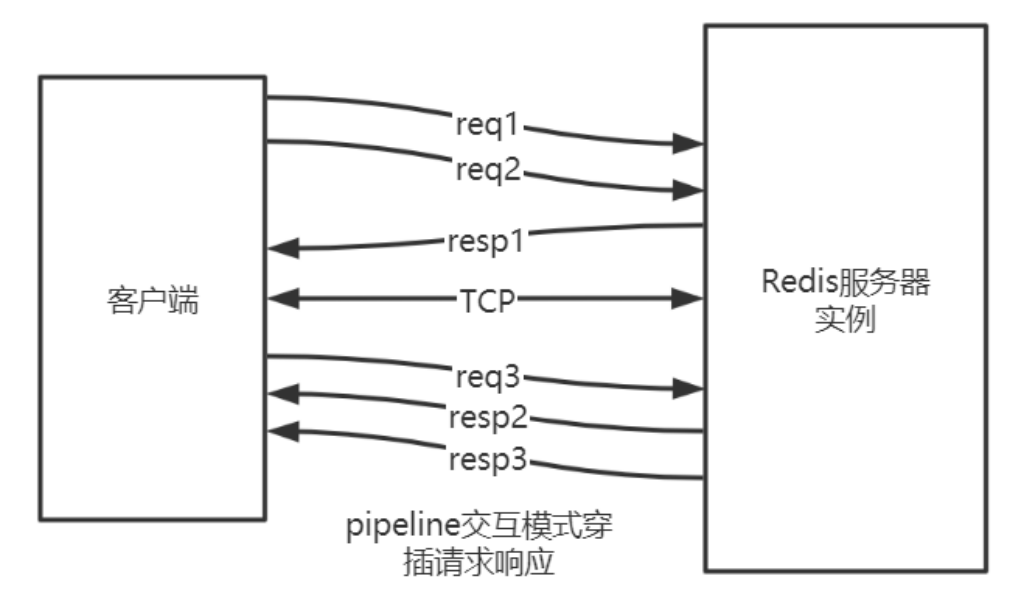 req1
req2
resp1
客户端
TCP
Redis服务器
实例
req3
resp2
resp3
pipeline交互模式穿
插请求响应